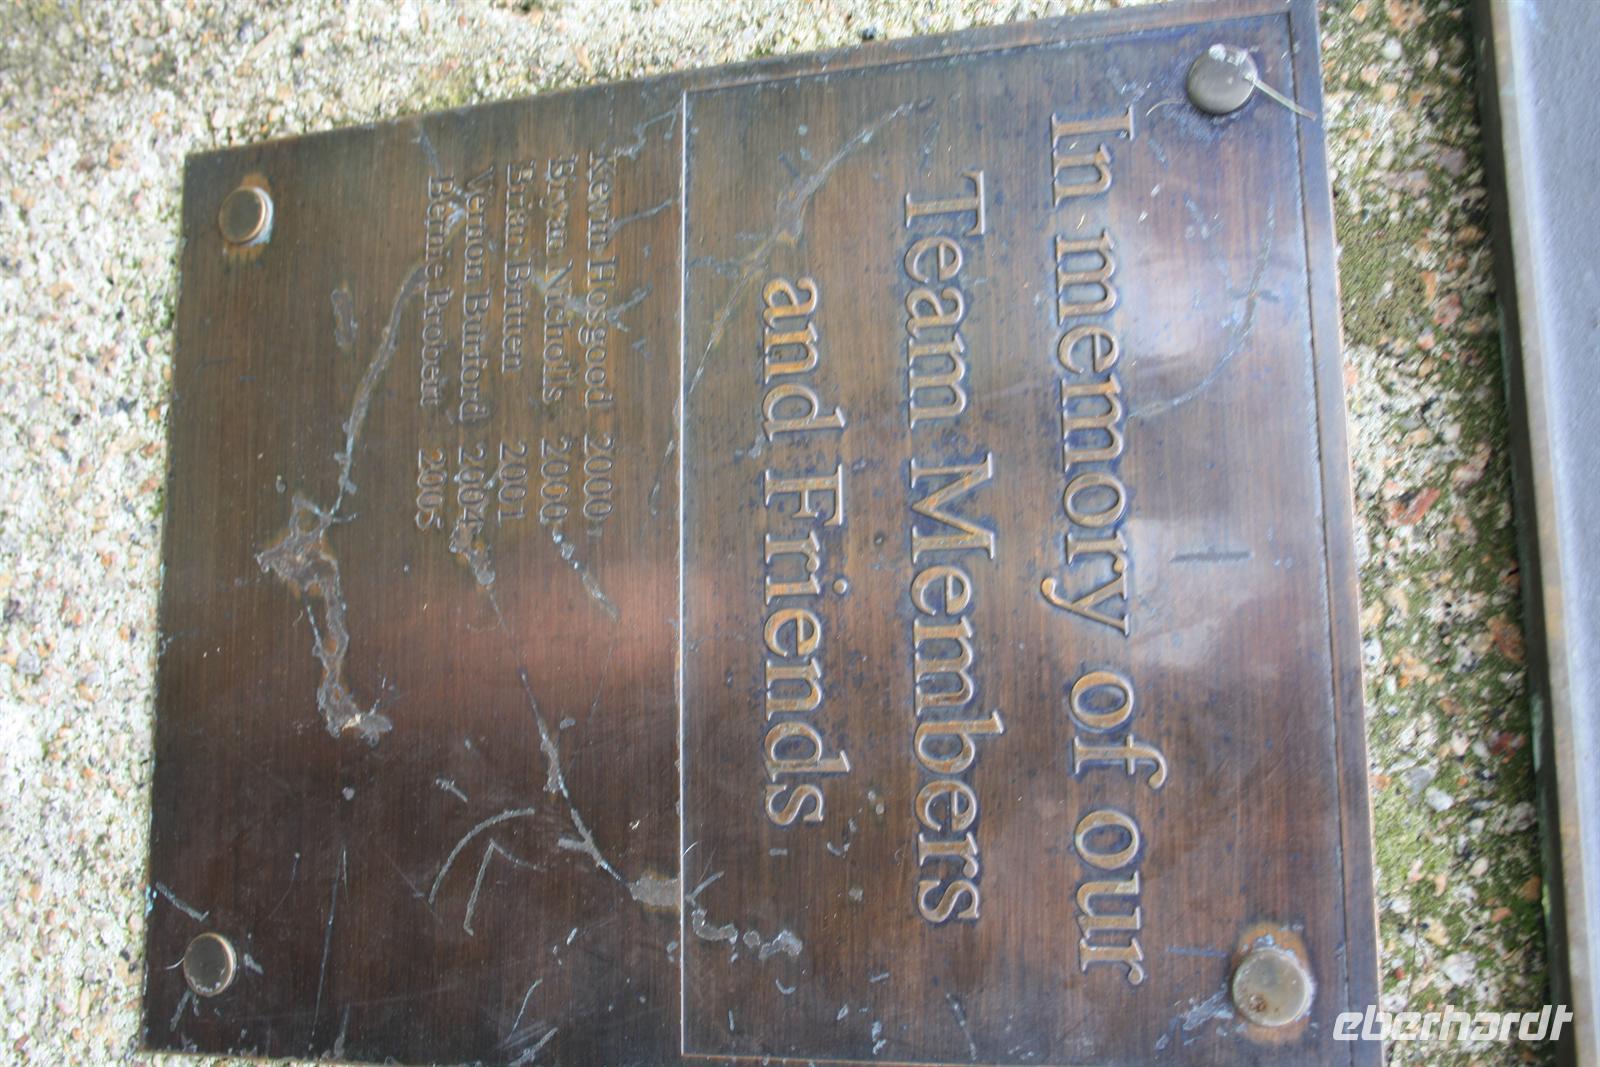 In memory of our
Team Members
and Friends
Kevin Hosgood 2000
Bryan Nicholls 2000
Brian Britten 2001
Vernon Burford 2004
Bernie Probert 2005
eberhardt